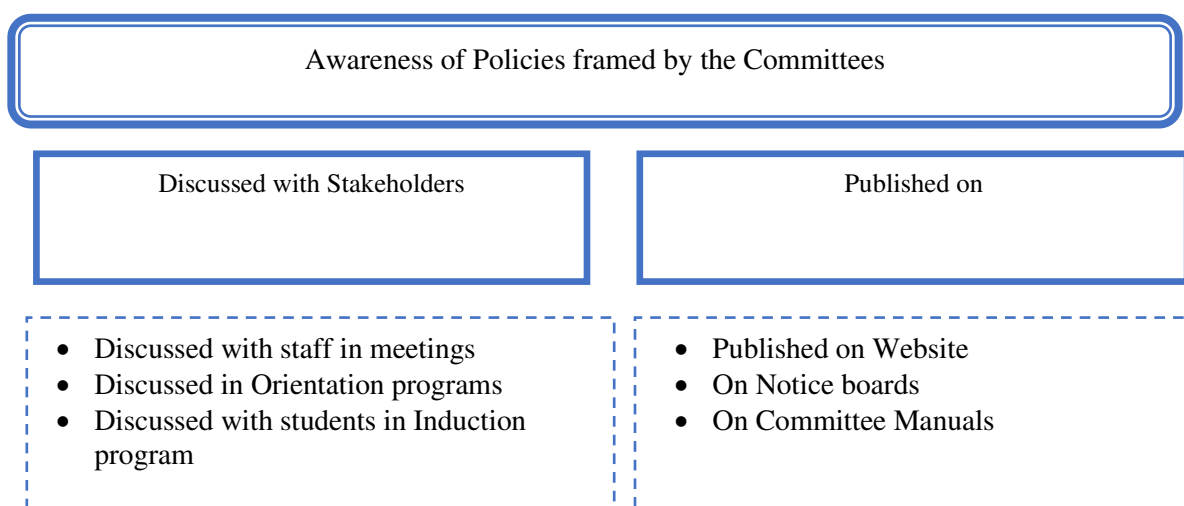 Awareness of Policies framed by the Committees
Discussed with Stakeholders
Published on
• Discussed with staff in meetings
• Discussed in Orientation programs
• Discussed with students in Induction
program
• Published on Website
• On Notice boards
• On Committee Manuals